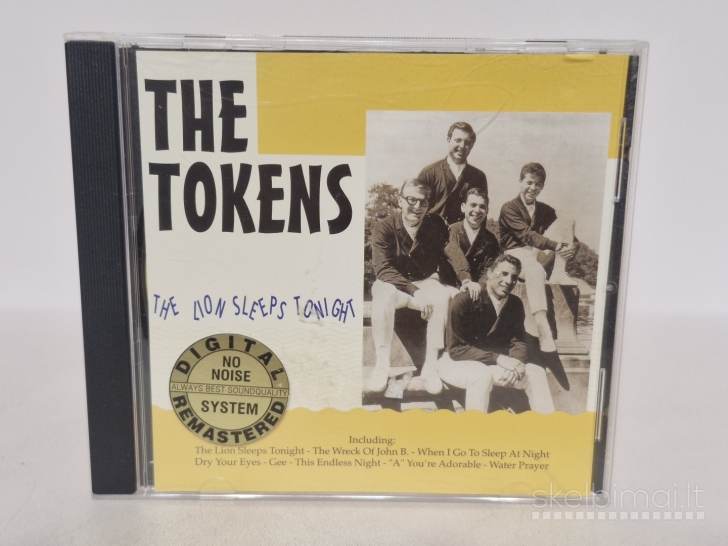 THE
TOKENS
THE LION SLEEPS TONIGHT
DIGITAL
NO
NOISE
ALWAYS BEST SOUNDQUALITY
SYSTEM
REMASTERED
Including:
The Lion Sleeps Tonight - The Wreck Of John B. - When I Go To Sleep At Night
Dry Your Eyes - Gee - This Endless Night - "A" You're Adorable - Water Prayer
skelbimai.lt